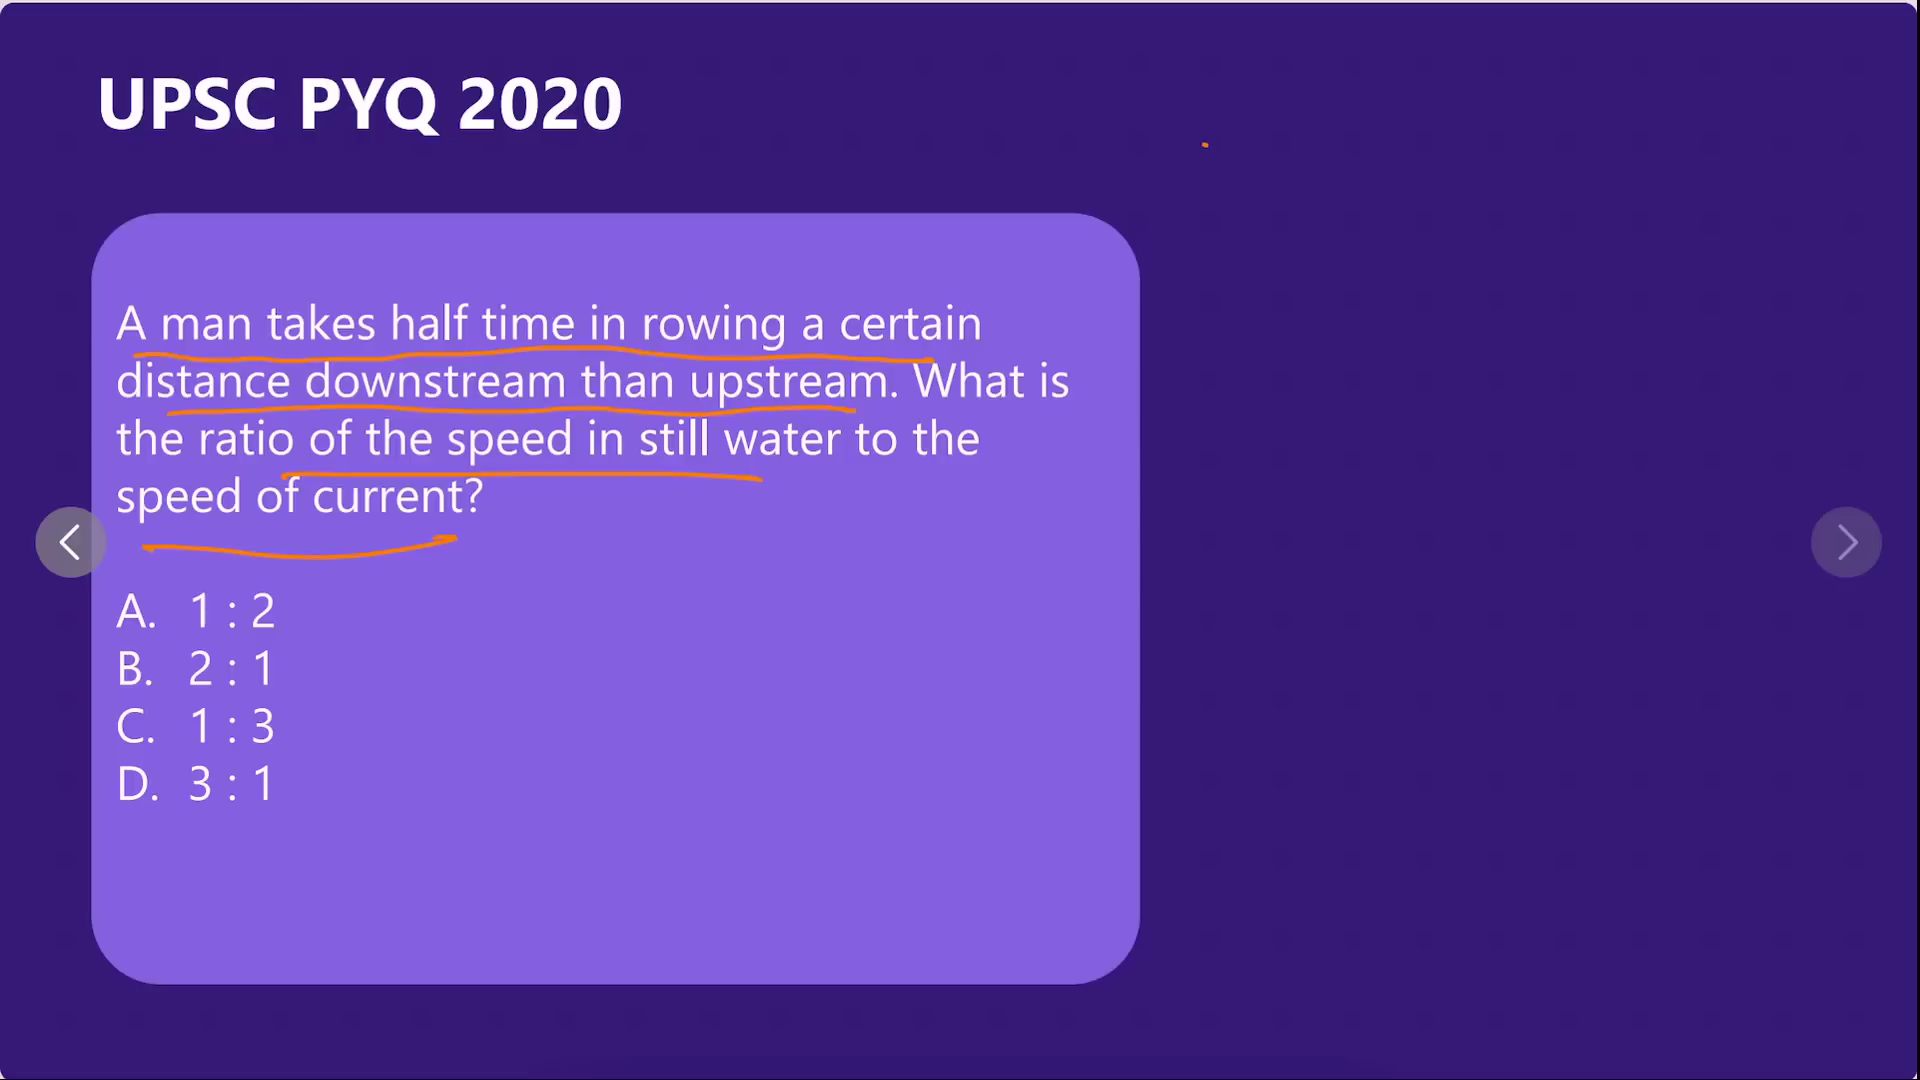 UPSC PYQ 2020
A man takes half time in rowing a certain
distance downstream than upstream. What is
the ratio of the speed in still water to the
speed of current?
A. 1 : 2
B. 2 : 1
C. 1 : 3
D. 3 : 1